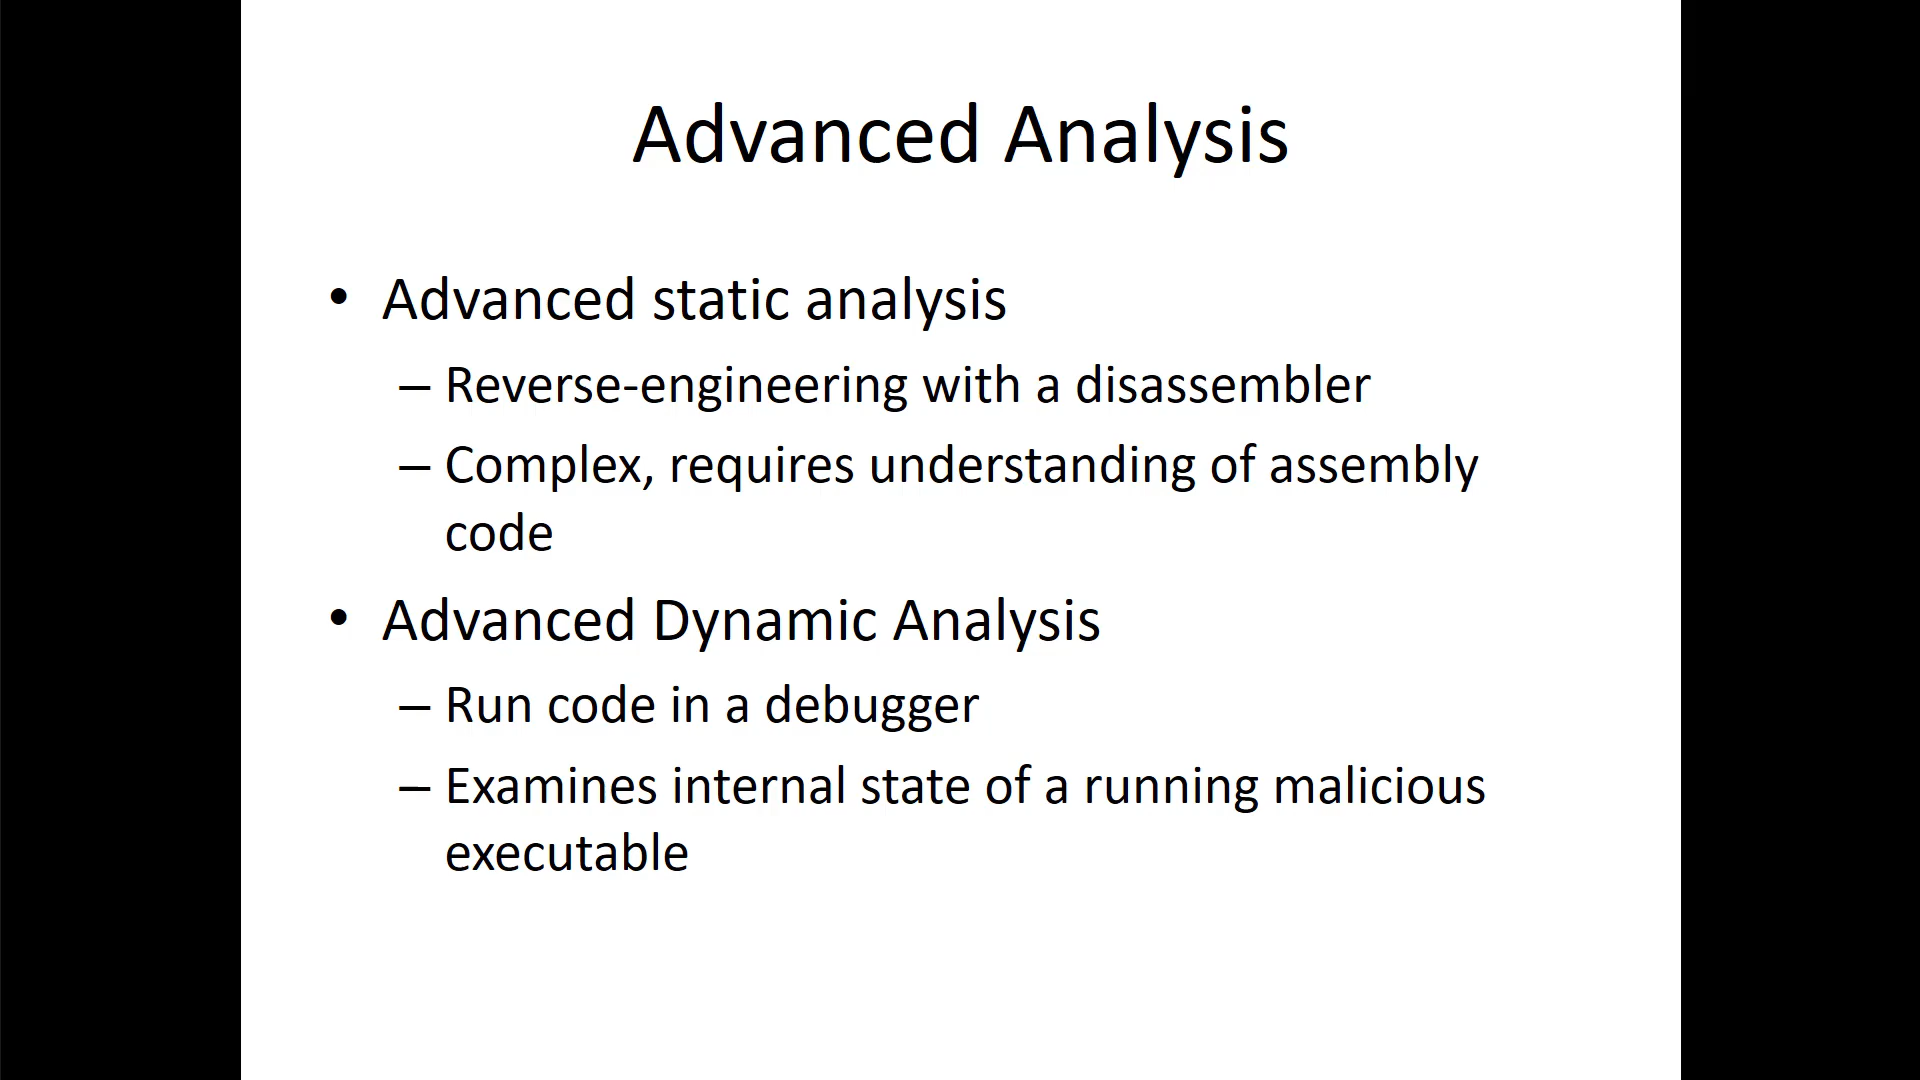 Advanced Analysis
• Advanced static analysis
– Reverse-engineering with a disassembler
– Complex, requires understanding of assembly
code
• Advanced Dynamic Analysis
– Run code in a debugger
– Examines internal state of a running malicious
executable